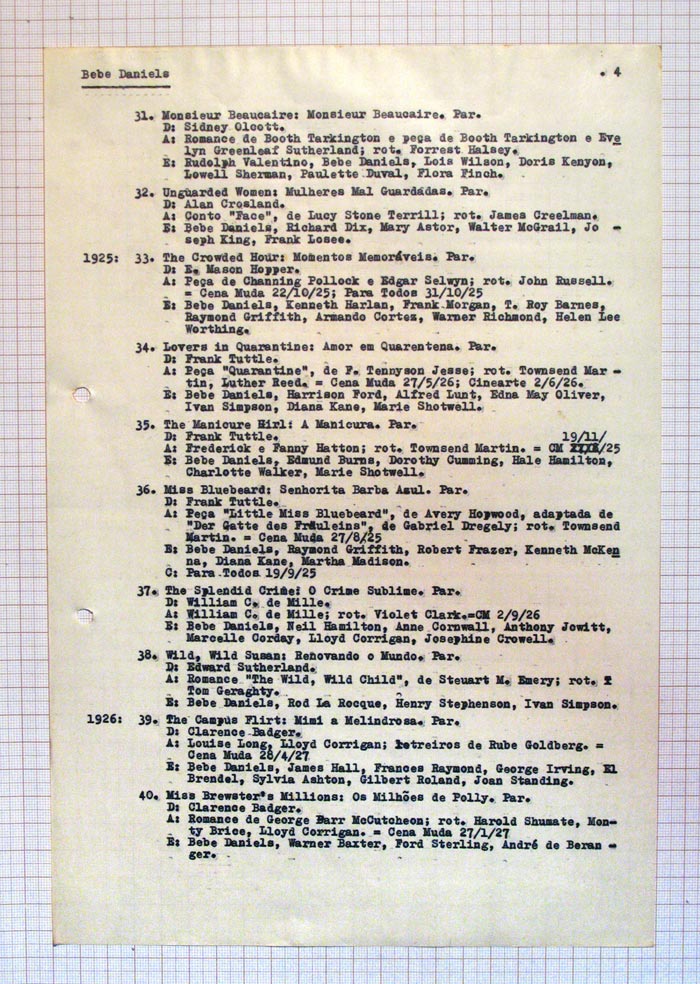 Bebe Daniels
. 4
31. Monsieur Beaucaire: Monsieur Beaucaire. Par.
D: Sidney Olcott.
A: Romance de Booth Tarkington e peça de Booth Tarkington e Eve
lyn Greenleaf Sutherland; rot. Forrest Halsey.
E: Rudolph Valentino, Bebe Daniels, Lois Wilson, Doris Kenyon,
Lowell Sherman, Paulette Duval, Flora Finch.
32. Unguarded Women: Mulheres Mal Guardadas. Par.
D: Alan Crosland.
A: Conto "Face", de Lucy Stone Terrill; rot. James Creelman.
E: Bebe Daniels, Richard Dix, Mary Astor, Walter McGrail, Jo -
seph King, Frank Losee.
1925: 33. The Crowded Hour: Momentos Memoráveis. Par.
D: E. Mason Hopper.
A: Peça de Channing Pollock e Edgar Selwyn; rot. John Russell.
= Cena Muda 22/10/25; Para Todos 31/10/25
E: Bebe Daniels, Kenneth Harlan, Frank Morgan, T. Roy Barnes,
Raymond Griffith, Armando Cortez, Warner Richmond, Helen Lee
Worthing.
34. Lovers in Quarantine: Amor em Quarentena. Par.
D: Frank Tuttle.
A: Peça "Quarantine", de F. Tennyson Jesse; rot. Townsend Mar -
tin, Luther Reed. = Cena Muda 27/5/26; Cinearte 2/6/26.
E: Bebe Daniels, Harrison Ford, Alfred Lunt, Edna May Oliver,
Ivan Simpson, Diana Kane, Marie Shotwell.
35. The Manicure Hirl: A Manicura. Par.
D: Frank Tuttle. 19/11/
A: Frederick e Fanny Hatton; rot. Townsend Martin. = CM /25
E: Bebe Daniels, Edmund Burns, Dorothy Cumming, Hale Hamilton,
Charlotte Walker, Marie Shotwell.
36. Miss Bluebeard: Senhorita Barba Azul. Par.
D: Frank Tuttle.
A: Peça "Little Miss Bluebeard", de Avery Hopwood, adaptada de
"Der Gatte des Fräuleins", de Gabriel Dregely; rot. Townsend
Martin. = Cena Muda 27/8/25
E: Bebe Daniels, Raymond Griffith, Robert Frazer, Kenneth McKen
na, Diana Kane, Martha Madison.
C: Para Todos 19/9/25
37. The Splendid Crime: O Crime Sublime. Par.
D: William C. de Mille.
A: William C. de Mille; rot. Violet Clark.=CM 2/9/26
E: Bebe Daniels, Neil Hamilton, Anne Cornwall, Anthony Jowitt,
Marcelle Corday, Lloyd Corrigan, Josephine Crowell.
38. Wild, Wild Susan: Renovando o Mundo. Par.
D: Edward Sutherland.
A: Romance "The Wild, Wild Child", de Steuart M. Emery; rot. T
Tom Geraghty.
E: Bebe Daniels, Rod La Rocque, Henry Stephenson, Ivan Simpson.
1926: 39. The Campus Flirt: Mimi a Melindrosa. Par.
D: Clarence Badger.
A: Louise Long, Lloyd Corrigan; letreiros de Rube Goldberg. =
Cena Muda 28/4/27
E: Bebe Daniels, James Hall, Frances Raymond, George Irving, El
Brendel, Sylvia Ashton, Gilbert Roland, Joan Standing.
40. Miss Brewster's Millions: Os Milhões de Polly. Par.
D: Clarence Badger.
A: Romance de George Barr McCutcheon; rot. Harold Shumate, Mon-
ty Brice, Lloyd Corrigan. = Cena Muda 27/1/27
E: Bebe Daniels, Warner Baxter, Ford Sterling, André de Beran -
ger.